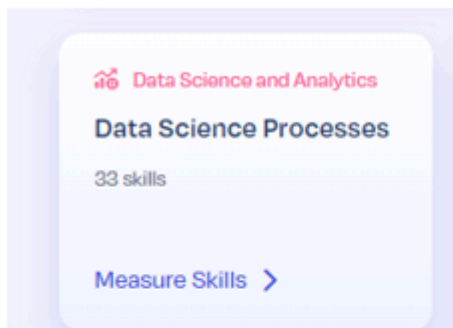 Data Science and Analytics
Data Science Processes
33 skills
Measure Skills